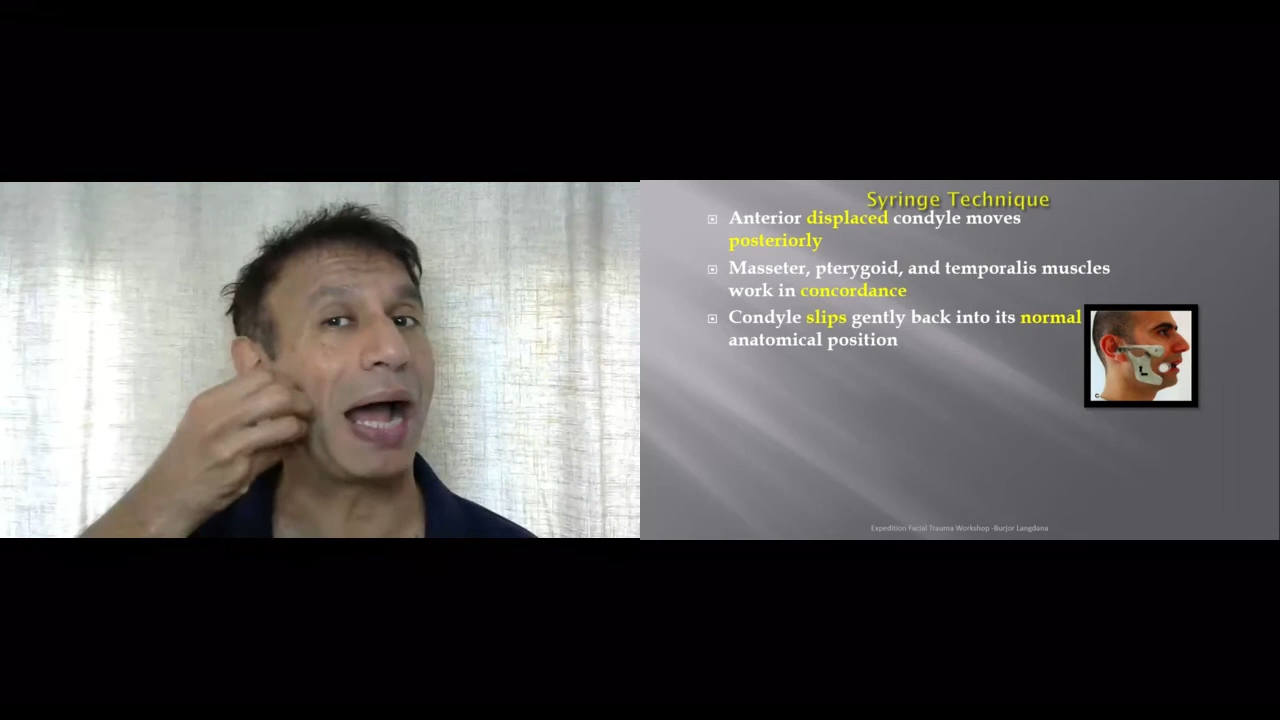 Syringe Technique
Anterior displaced condyle moves
posteriorly
Masseter, pterygoid, and temporalis muscles
work in concordance
Condyle slips gently back into its normal
anatomical position
Expedition Facial Trauma Workshop -Burjor Langdana